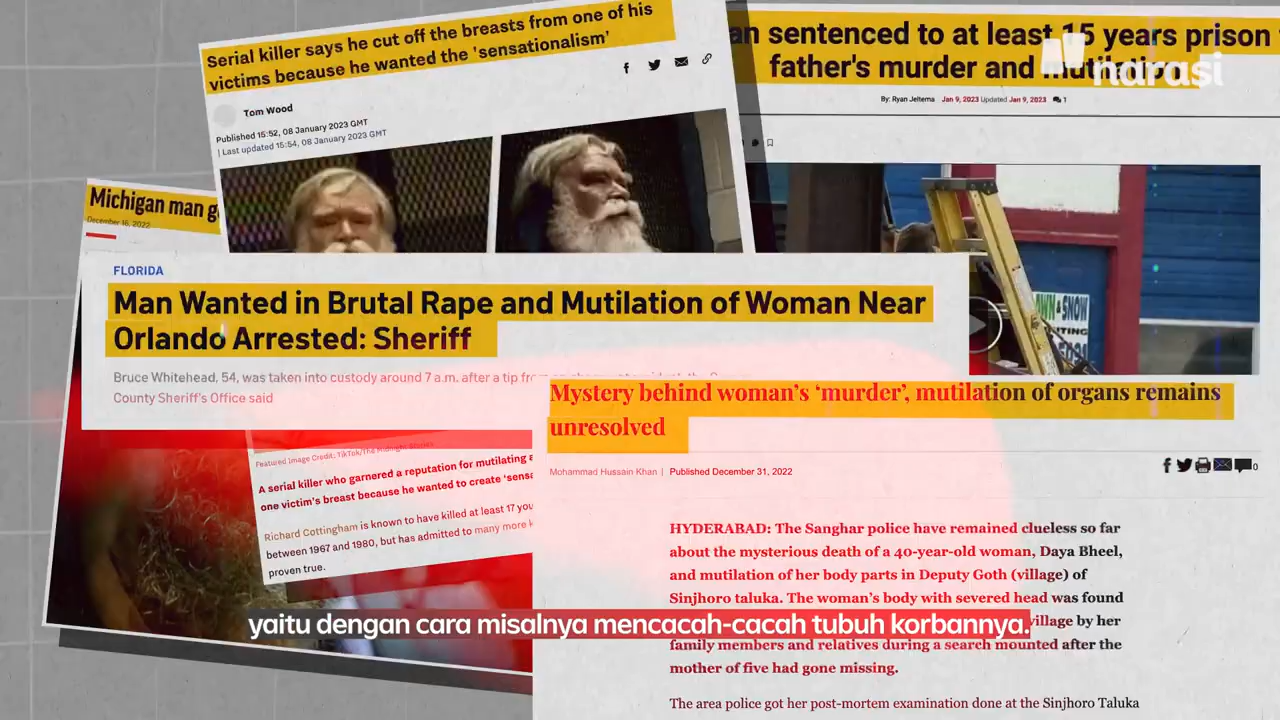 Serial killer says he cut off the breasts from one of his
victims because he wanted the 'sensationalism'
Tom Wood
Published 15:52, 08 January 2023 GMT
| Last updated 15:54, 08 January 2023 GMT
sentenced to at least 15 years prison
father's murder and mutilation
By: Ryan Jeltema Jan 9, 2023 Updated Jan 9, 2023 1
narasi
Michigan man
December 16, 2022
FLORIDA
Man Wanted in Brutal Rape and Mutilation of Woman Near
Orlando Arrested: Sheriff
Bruce Whitehead, 54, was taken into custody around 7 a.m. after a tip
County Sheriff's Office said
Featured Image Credit: TikTok/The Midnight Stories
A serial killer who garnered a reputation for mutilating
one victim's breast because he wanted to create
Richard Cottingham is known to have killed at least 17
between 1967 and 1980, but has admitted to many more
proven true.
Mystery behind woman's 'murder', mutilation of organs remains
unresolved
Mohammad Hussain Khan | Published December 31, 2022
0
HYDERABAD: The Sanghar police have remained clueless so far
about the mysterious death of a 40-year-old woman, Daya Bheel,
and mutilation of her body parts in Deputy Goth (village) of
Sinjhoro taluka. The woman's body with severed head was found
village by her
family members and relatives during a search mounted after the
mother of five had gone missing.
The area police got her post-mortem examination done at the Sinjhoro Taluka
yaitu dengan cara misalnya mencacah-cacah tubuh korbannya.